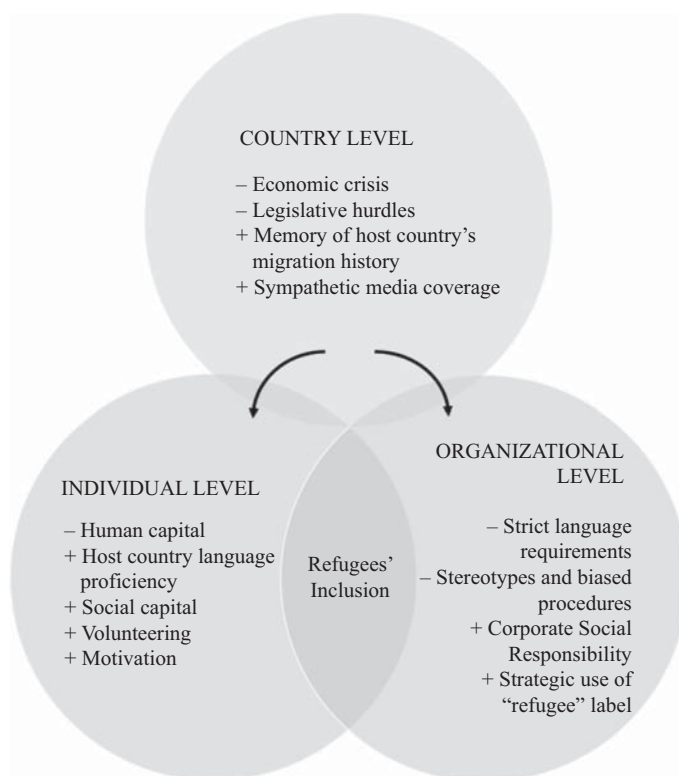 COUNTRY LEVEL
– Economic crisis
– Legislative hurdles
+ Memory of host country’s
migration history
+ Sympathetic media coverage
INDIVIDUAL LEVEL
– Human capital
+ Host country language
proficiency
+ Social capital
+ Volunteering
+ Motivation
Refugees’
Inclusion
ORGANIZATIONAL
LEVEL
– Strict language
requirements
– Stereotypes and biased
procedures
+ Corporate Social
Responsibility
+ Strategic use of
“refugee” label